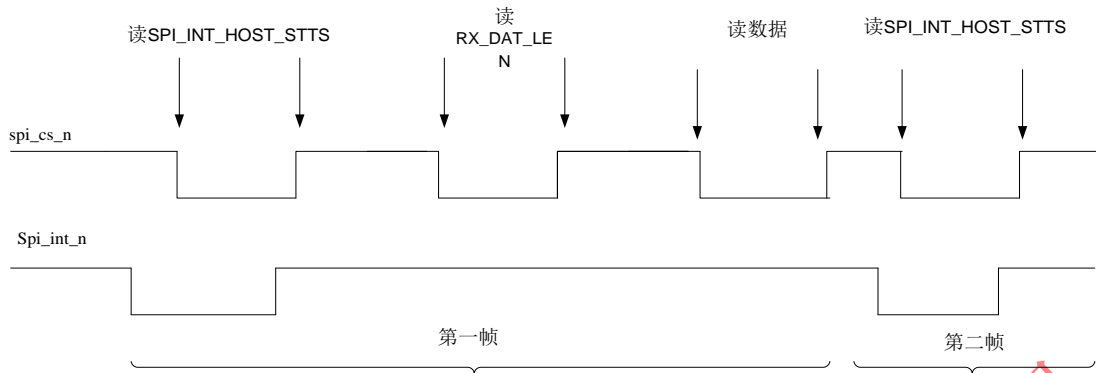 读SPI_INT_HOST_STTS
读
RX_DAT_LE
N
读数据
读SPI_INT_HOST_STTS
spi_cs_n
Spi_int_n
第一帧
第二帧